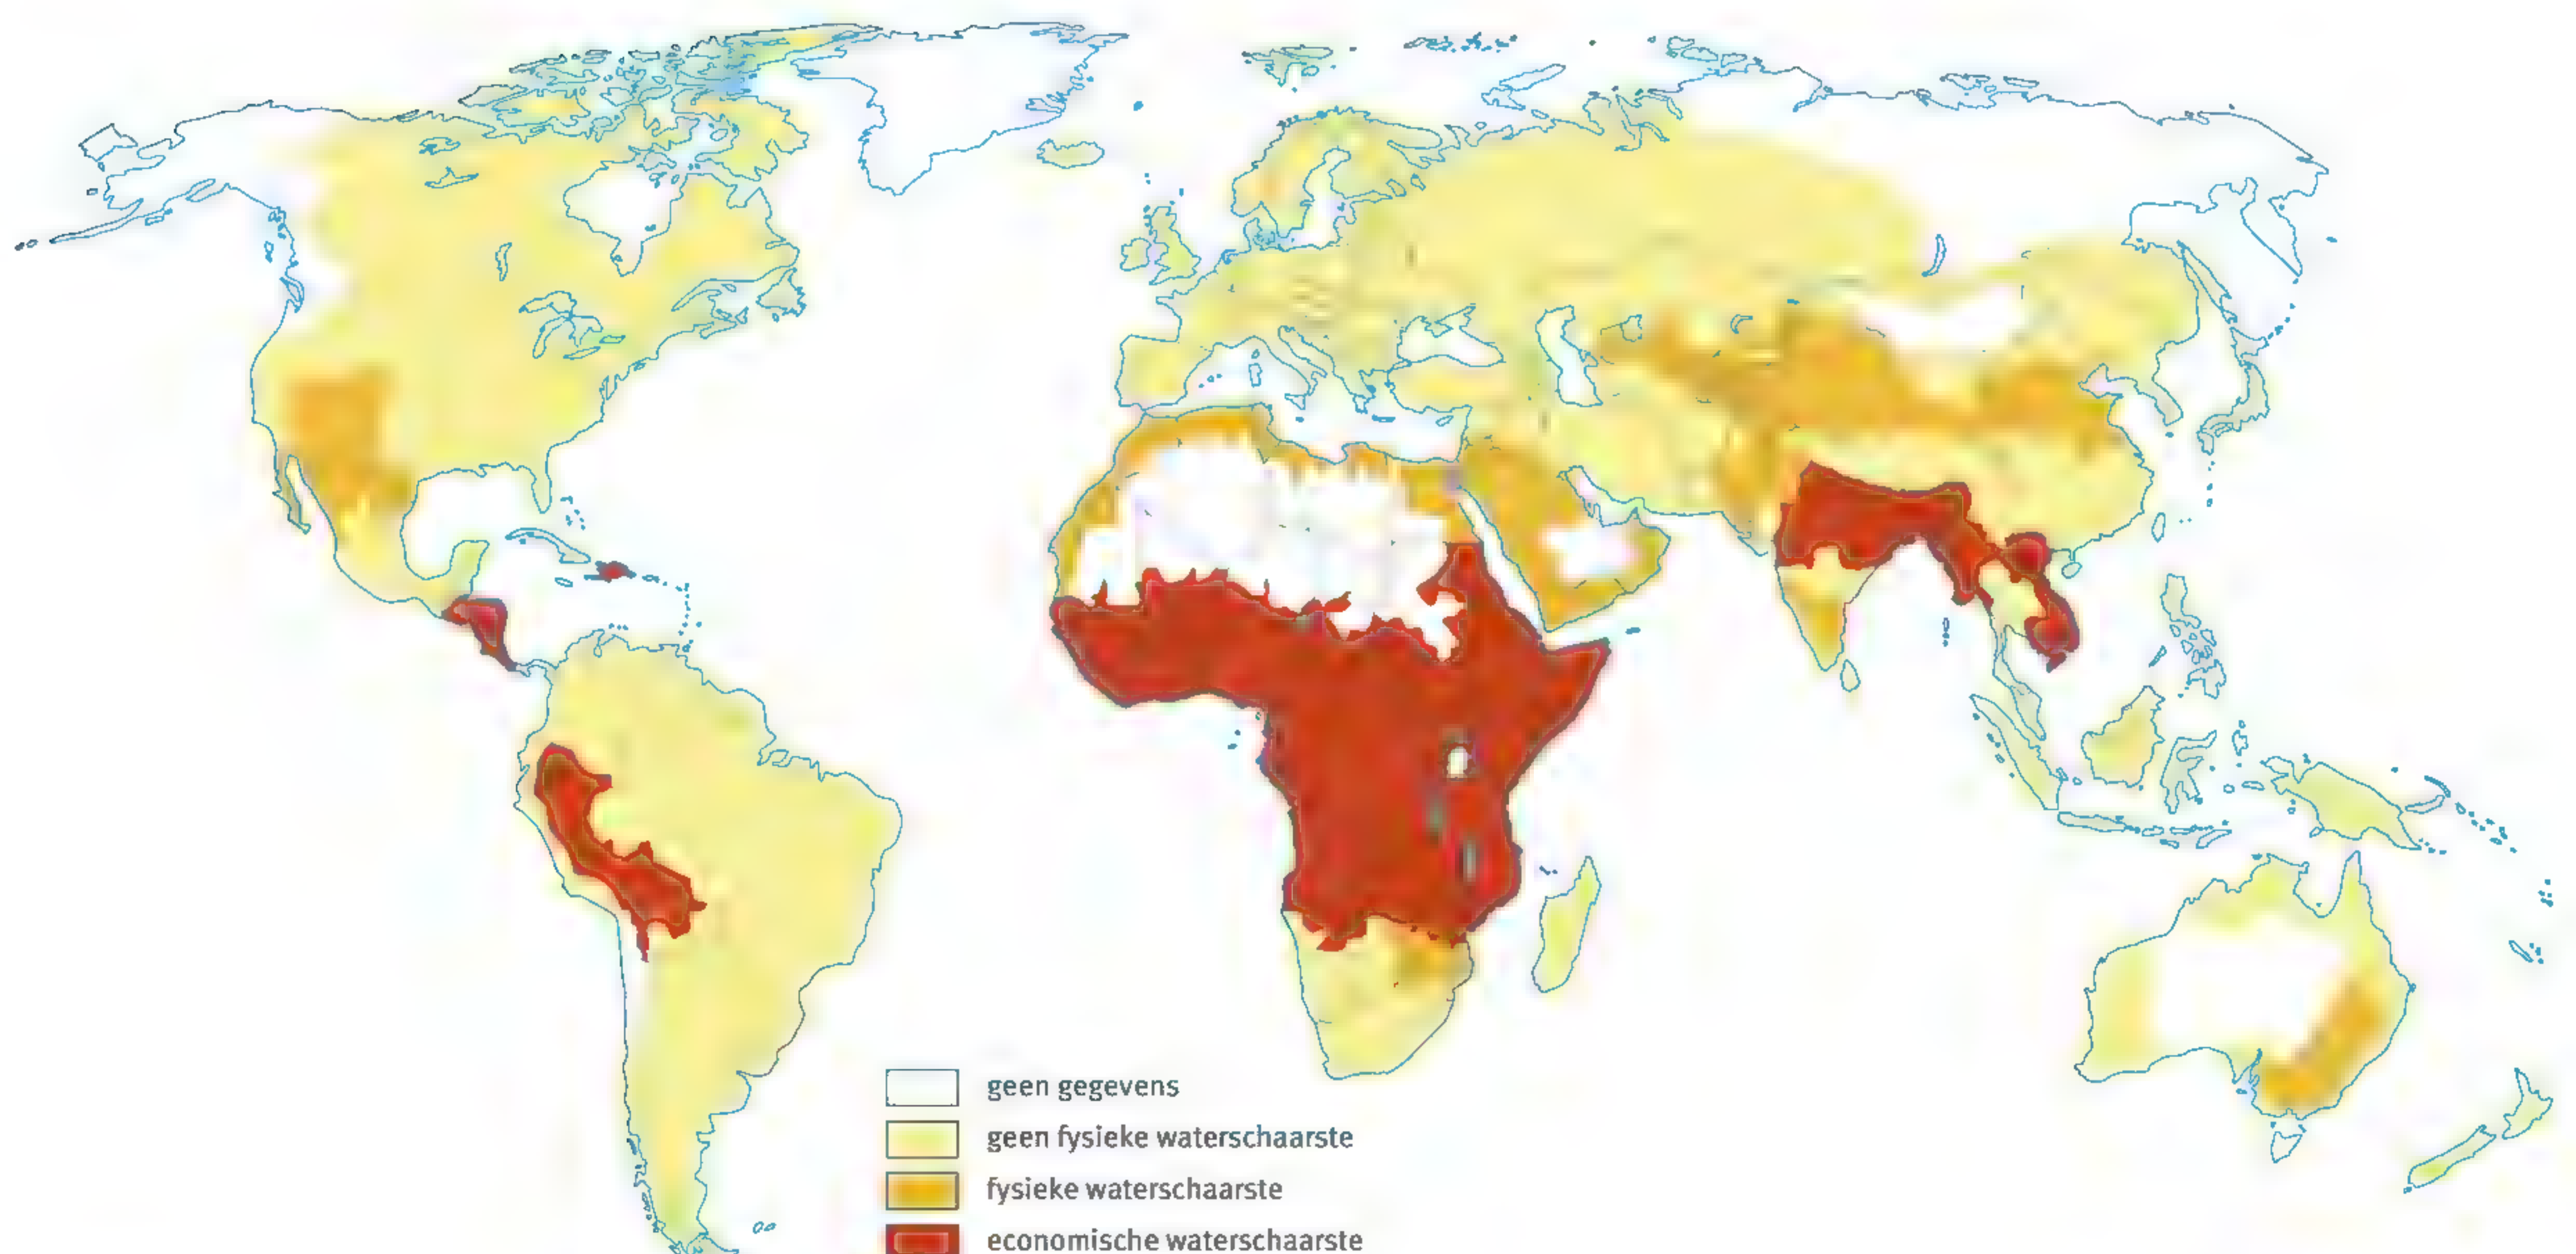 geen gegevens
geen fysieke waterschaarste
fysieke waterschaarste
economische waterschaarste